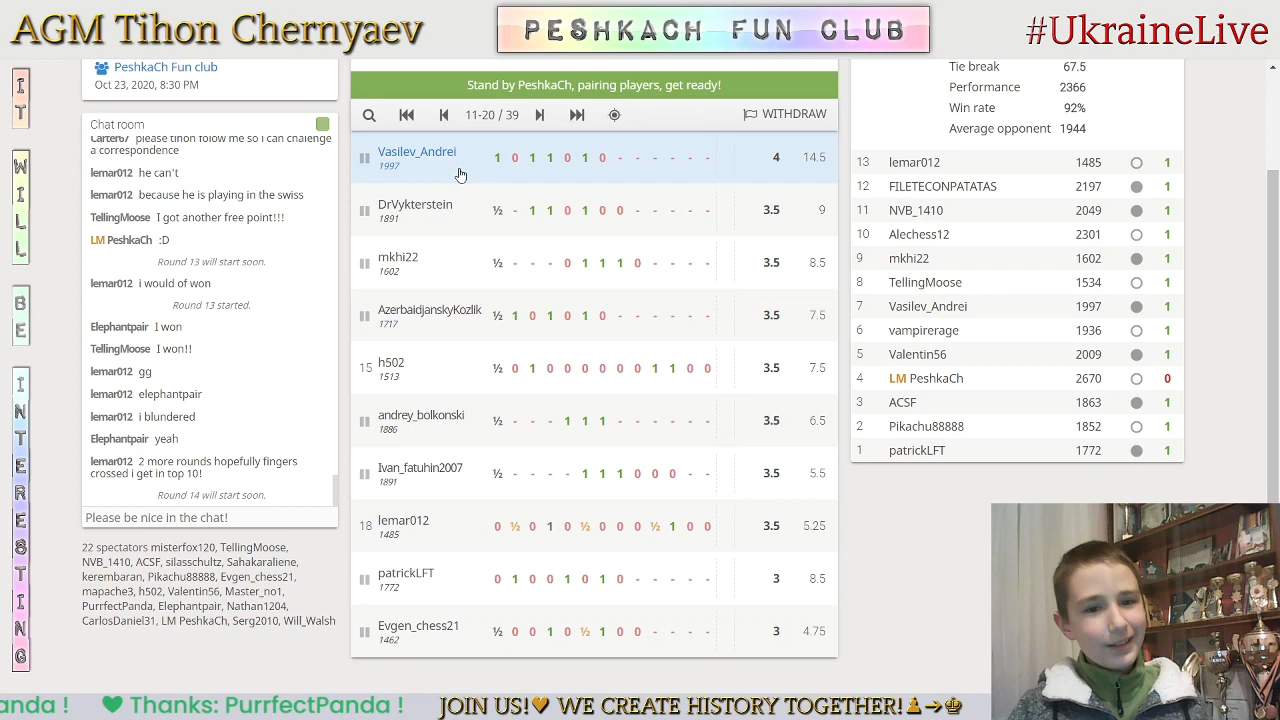 AGM Tihon Chernyaev
PESHKACH FUN CLUB
#UkraineLive
IT
WILL
BE
INTERESTING
PeshkaCh Fun club
Oct 23, 2020, 8:30 PM
Chat room
Carter67 please tihon folow me so i can chalenge
a correspondence
lemar012 he can't
lemar012 because he is playing in the swiss
TellingMoose I got another free point!!!
LM PeshkaCh :D
Round 13 will start soon.
lemar012 i would of won
Round 13 started.
Elephantpair I won
TellingMoose I won!!
lemar012 gg
lemar012 elephantpair
lemar012 i blundered
Elephantpair yeah
lemar012 2 more rounds hopefully fingers
crossed i get in top 10!
Round 14 will start soon.
Please be nice in the chat!
22 spectators misterfox120, TellingMoose,
NVB_1410, ACSF, silasschultz, Sahakaraliene,
kerembaran, Pikachu88888, Evgen_chess21,
mapache3, h502, Valentin56, Master_no1,
PurrfectPanda, Elephantpair, Nathan1204,
CarlosDaniel31, LM PeshkaCh, Serg2010, Will_Walsh
Stand by PeshkaCh, pairing players, get ready!
11-20 / 39 WITHDRAW
Vasilev_Andrei 1 0 1 1 0 1 0 - - - - - - 4 14.5
1997
DrVykterstein ½ - 1 1 0 1 0 0 - - - - - 3.5 9
1891
mkhi22 ½ - - - 0 1 1 1 0 - - - - 3.5 8.5
1602
AzerbaidjanskyKozlik ½ 1 0 1 0 1 0 - - - - - - 3.5 7.5
1717
15 h502 ½ 0 1 0 0 0 0 0 0 1 1 0 0 3.5 7.5
1513
andrey_bolkonski ½ - - - 1 1 1 - - - - - - 3.5 6.5
1886
Ivan_fatuhin2007 ½ - - - - 1 1 1 0 0 0 - - 3.5 5.5
1891
18 lemar012 0 ½ 0 1 0 ½ 0 0 0 ½ 1 0 0 3.5 5.25
1485
patrickLFT 0 1 0 0 1 0 1 0 - - - - - 3 8.5
1772
Evgen_chess21 ½ 0 0 1 0 ½ 1 0 0 - - - - 3 4.75
1462
Tie break 67.5
Performance 2366
Win rate 92%
Average opponent 1944
13 lemar012 1485 1
12 FILETECONPATATAS 2197 1
11 NVB_1410 2049 1
10 Alechess12 2301 1
9 mkhi22 1602 1
8 TellingMoose 1534 1
7 Vasilev_Andrei 1997 1
6 vampirerage 1936 1
5 Valentin56 2009 1
4 LM PeshkaCh 2670 0
3 ACSF 1863 1
2 Pikachu88888 1852 1
1 patrickLFT 1772 1
anda ! Thanks: PurrfectPanda ! JOIN US! WE CREATE HISTORY TOGETHER!